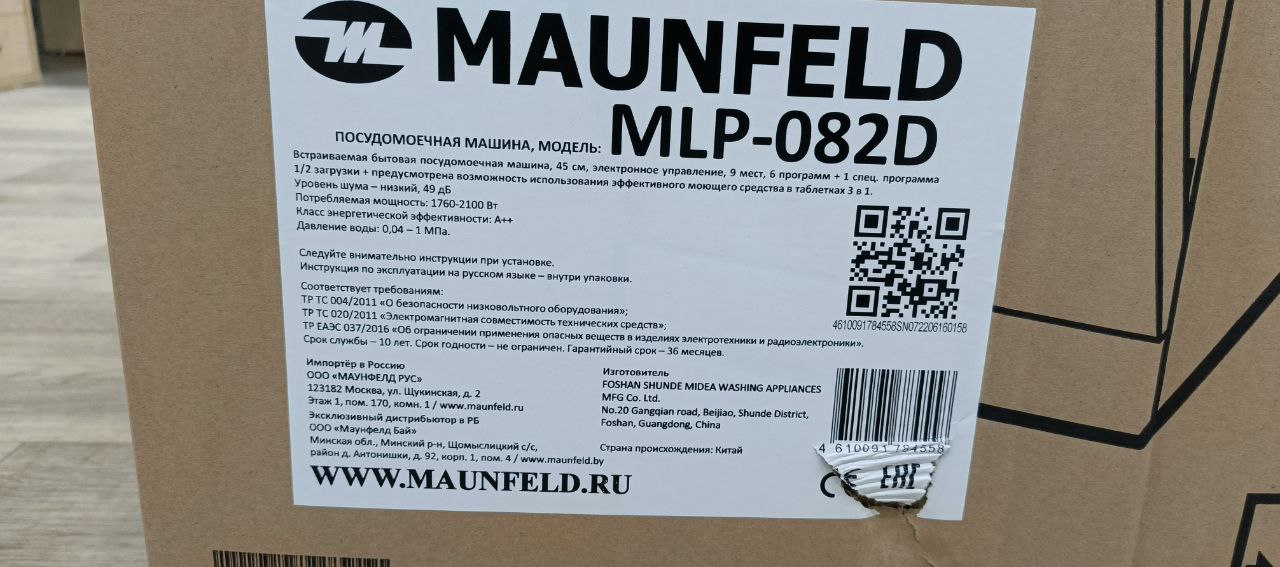 MAUNFELD
ПОСУДОМОЕЧНАЯ МАШИНА, МОДЕЛЬ: MLP-082D
Встраиваемая бытовая посудомоечная машина, 45 см, электронное управление, 9 мест, 6 программ + 1 спец. программа
1/2 загрузки + предусмотрена возможность использования эффективного моющего средства в таблетках 3 в 1.
Уровень шума – низкий, 49 дБ
Потребляемая мощность: 1760-2100 Вт
Класс энергетической эффективности: А++
Давление воды: 0,04 – 1 МПа.
Следуйте внимательно инструкции при установке.
Инструкция по эксплуатации на русском языке – внутри упаковки.
4610091784558SN072206160158
Соответствует требованиям:
ТР ТС 004/2011 «О безопасности низковольтного оборудования»;
ТР ТС 020/2011 «Электромагнитная совместимость технических средств»;
ТР ЕАЭС 037/2016 «Об ограничении применения опасных веществ в изделиях электротехники и радиоэлектроники».
Срок службы – 10 лет. Срок годности – не ограничен. Гарантийный срок – 36 месяцев.
Импортёр в Россию
ООО «МАУНФЕЛД РУС»
123182 Москва, ул. Щукинская, д. 2
Этаж 1, пом. 170, комн. 1 / www.maunfeld.ru
Эксклюзивный дистрибьютор в РБ
ООО «Маунфелд Бай»
Минская обл., Минский р-н, Щомыслицкий с/с,
район д. Антонишки, д. 92, корп. 1, пом. 4 / www.maunfeld.by
Изготовитель
FOSHAN SHUNDE MIDEA WASHING APPLIANCES
MFG Co. Ltd.
No.20 Gangqian road, Beijiao, Shunde District,
Foshan, Guangdong, China
Страна происхождения: Китай
4 610091 784558
CE EAC
WWW.MAUNFELD.RU